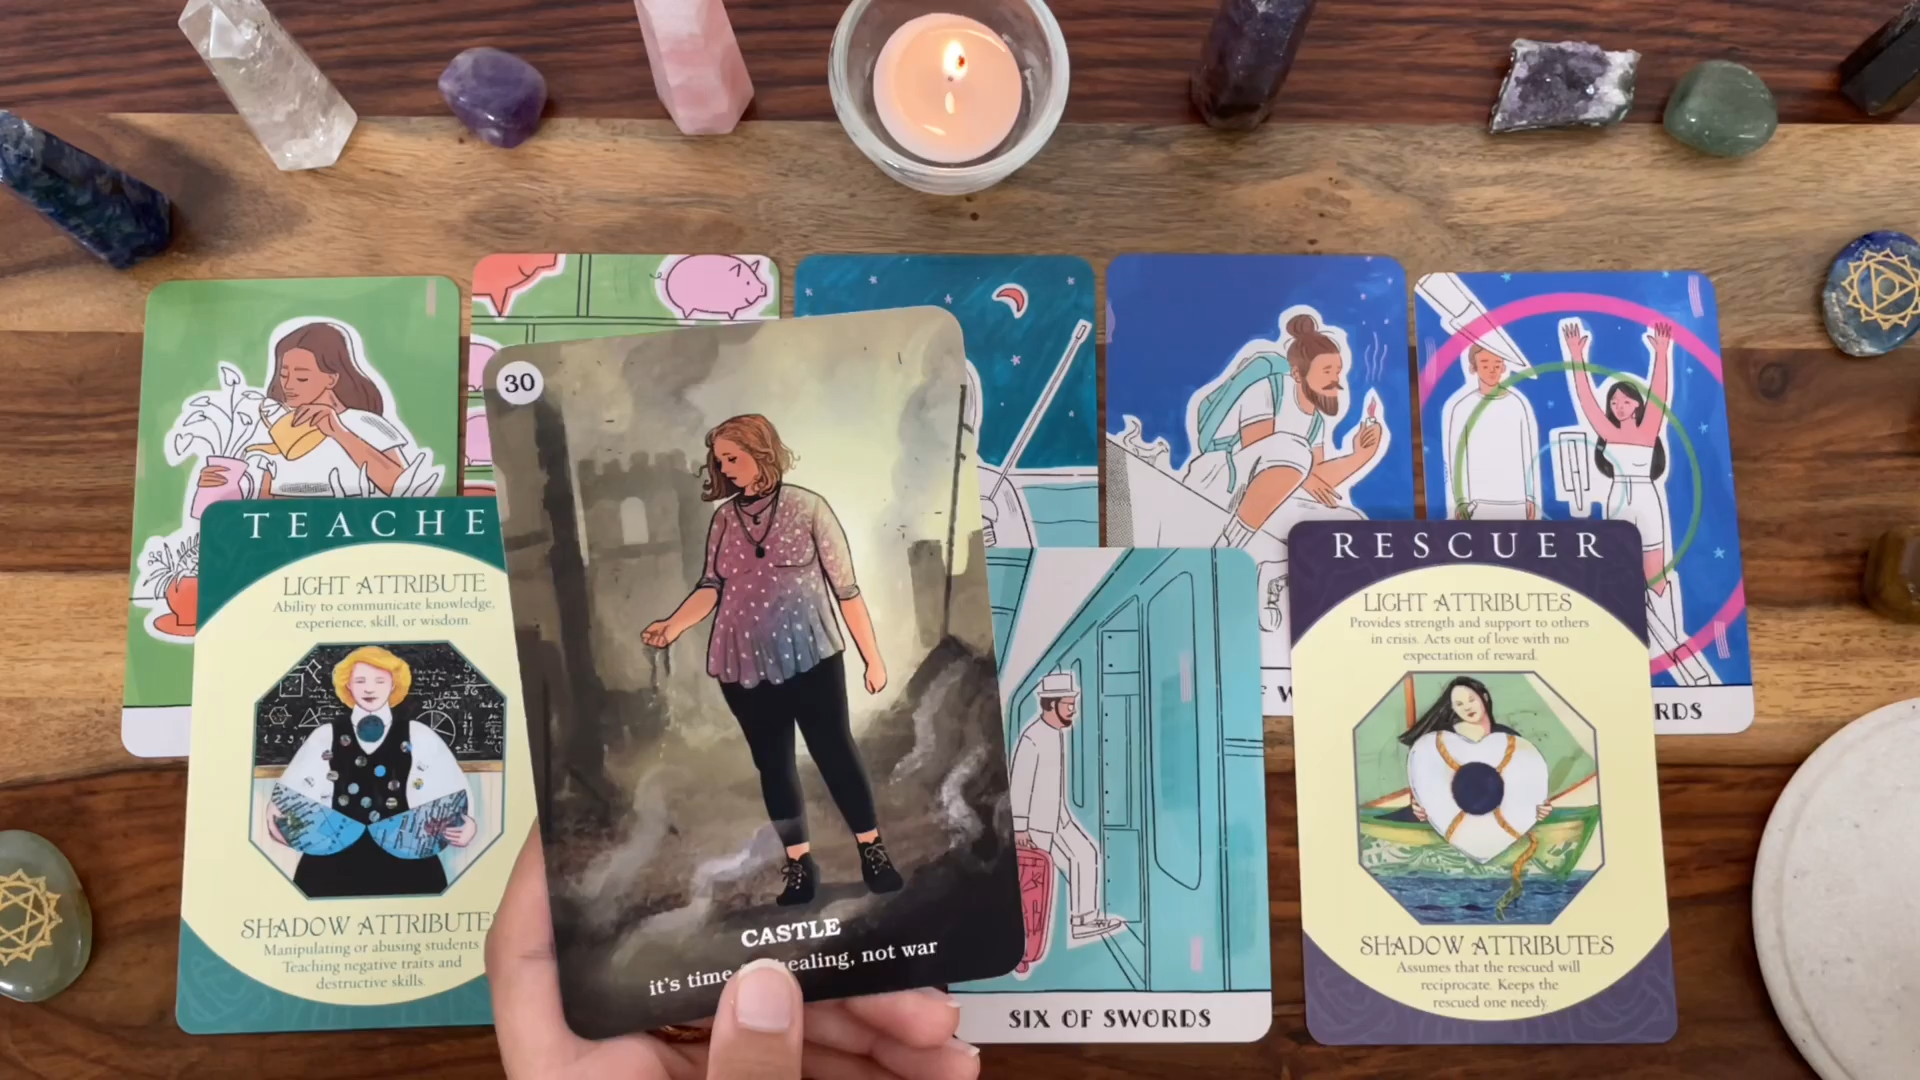 30
TEACHE
LIGHT ATTRIBUTE
Ability to communicate knowledge,
experience, skill, or wisdom.
SHADOW ATTRIBUTE
Manipulating or abusing students
Teaching negative traits and
destructive skills.
CASTLE
it's time healing, not war
SIX OF SWORDS
RESCUER
LIGHT ATTRIBUTES
Provides strength and support to others
in crisis. Acts out of love with no
expectation of reward.
SHADOW ATTRIBUTES
Assumes that the rescued will
reciprocate. Keeps the
rescued one needy.
RDS